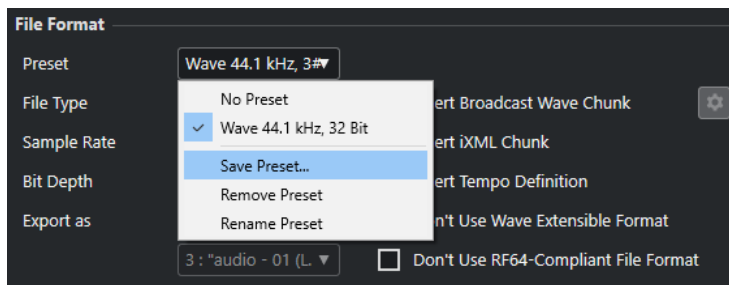 File Format
Preset
Wave 44.1 kHz, 3
File Type
No Preset
ert Broadcast Wave Chunk
Wave 44.1 kHz, 32 Bit
Sample Rate
ert iXML Chunk
Save Preset...
Bit Depth
ert Tempo Definition
Remove Preset
Export as
Rename Preset
n't Use Wave Extensible Format
3 : "audio - 01 (L.
Don't Use RF64-Compliant File Format